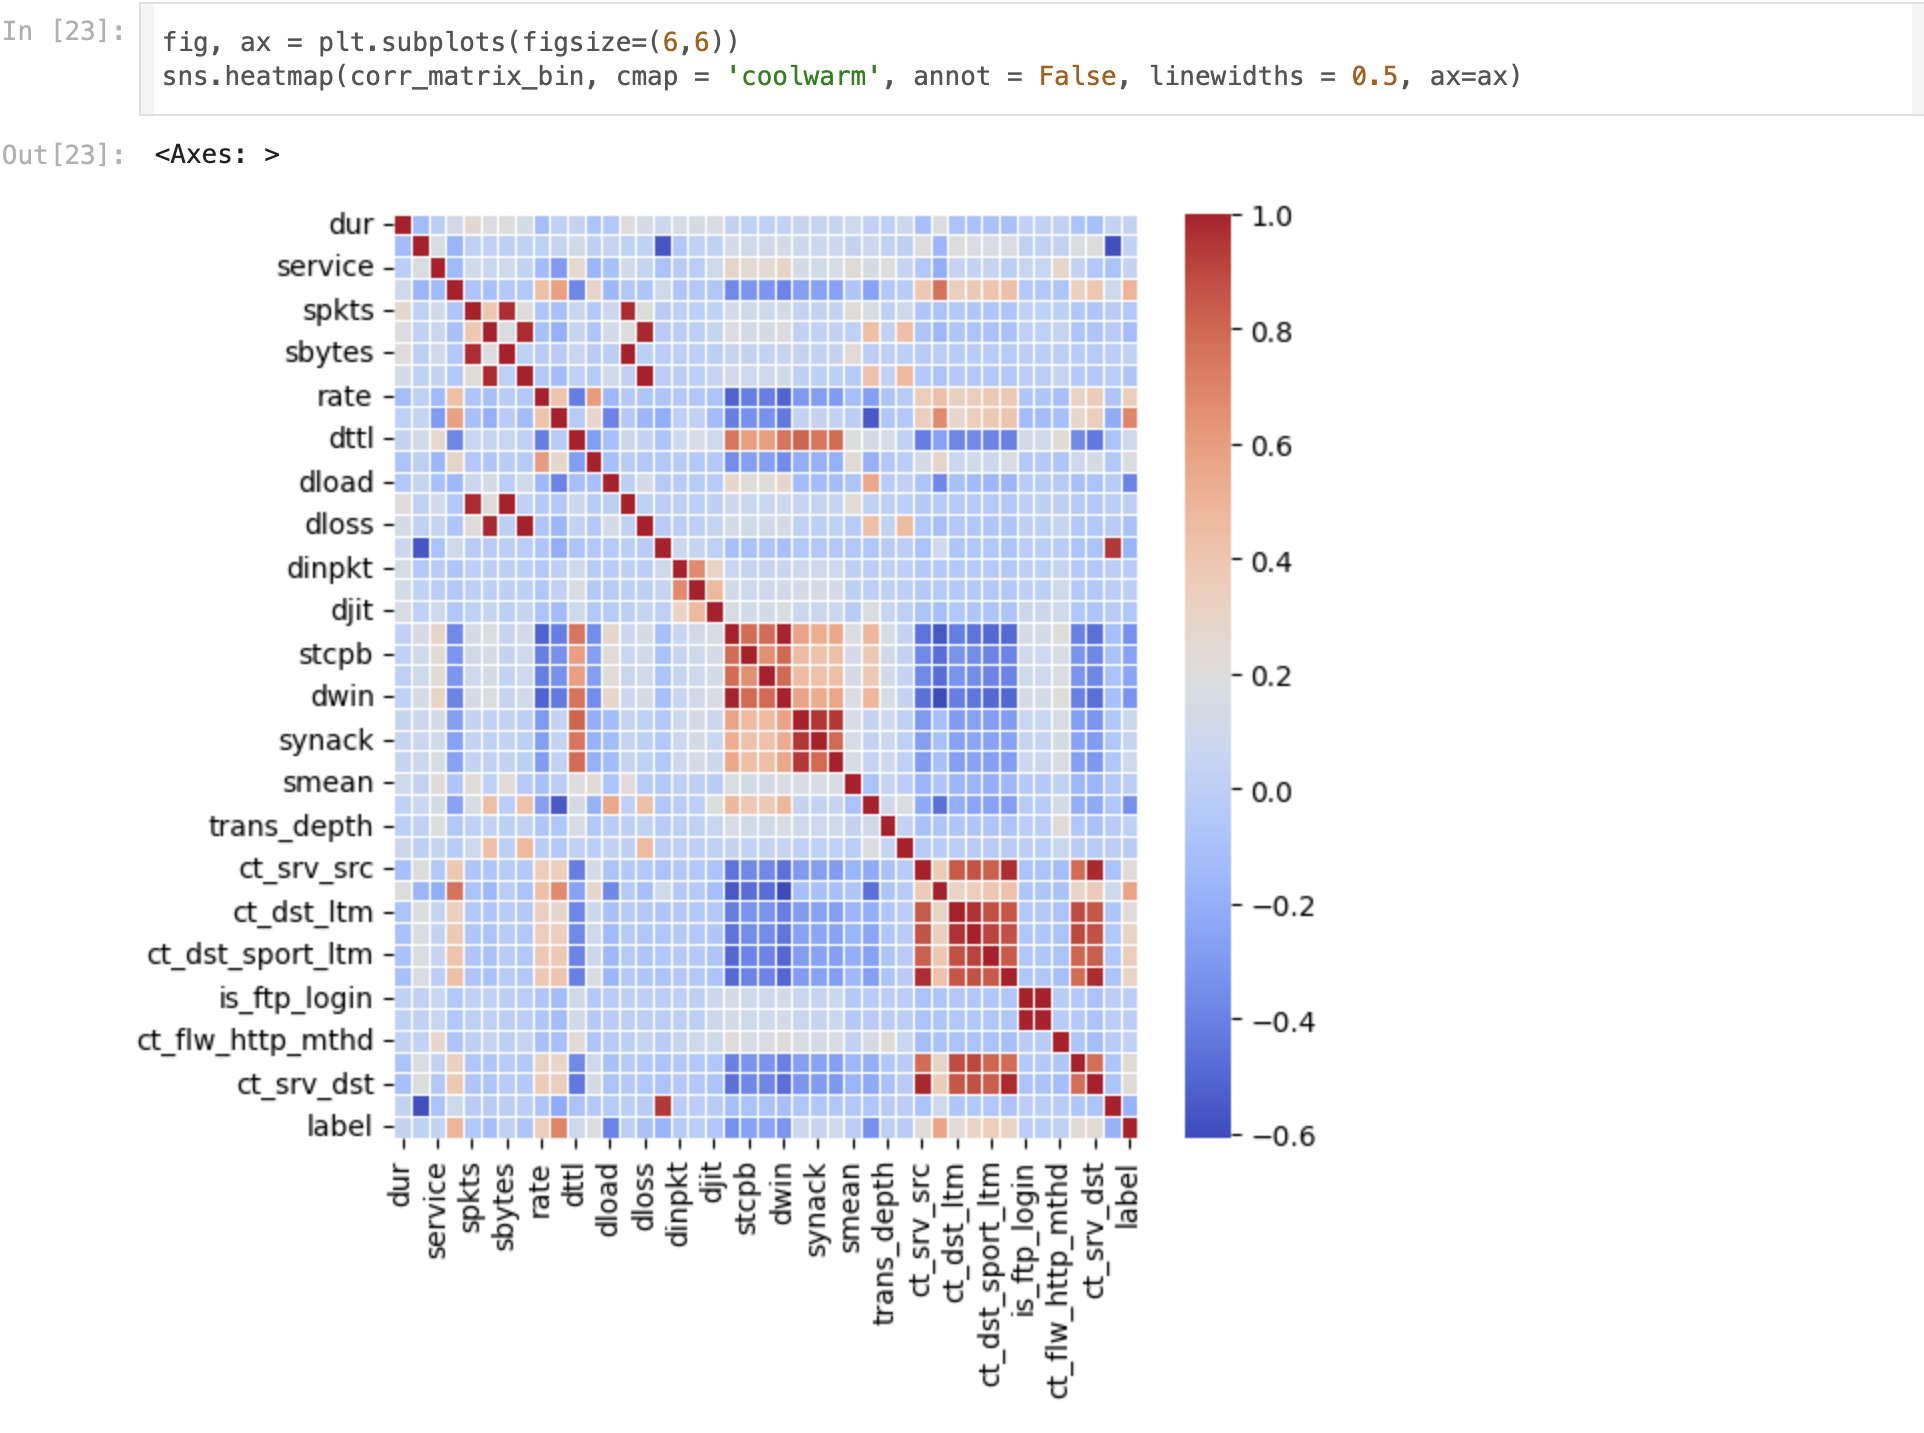 In [23]:
fig, ax = plt.subplots(figsize=(6,6))
sns.heatmap(corr_matrix_bin, cmap = 'coolwarm', annot = False, linewidths = 0.5, ax=ax)
Out[23]: <Axes: >
dur
service
spkts
sbytes
rate
dttl
dload
dloss
dinpkt
djit
stcpb
dwin
synack
smean
trans_depth
ct_srv_src
ct_dst_ltm
ct_dst_sport_ltm
is_ftp_login
ct_flw_http_mthd
ct_srv_dst
label
dur
service
spkts
sbytes
rate
dttl
dload
dloss
dinpkt
djit
stcpb
dwin
synack
smean
trans_depth
ct_srv_src
ct_dst_ltm
ct_dst_sport_ltm
is_ftp_login
ct_flw_http_mthd
ct_srv_dst
label
1.0
0.8
0.6
0.4
0.2
0.0
−0.2
−0.4
−0.6